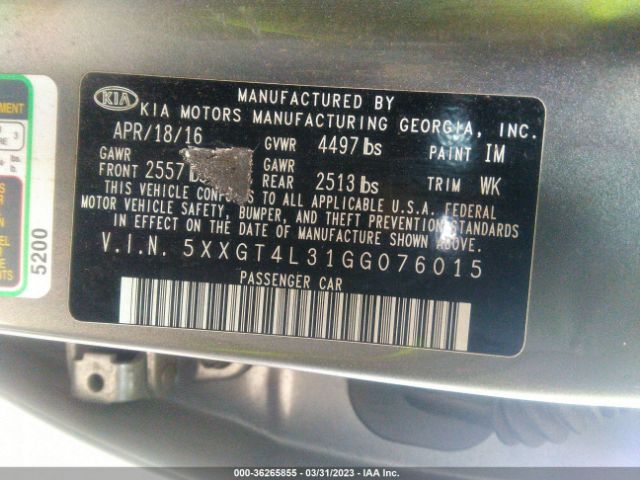 MANUFACTURED BY
KIA KIA MOTORS MANUFACTURING GEORGIA, INC.
APR/18/16 GVWR 4497 lbs PAINT IM
GAWR FRONT 2557 GAWR REAR 2513 lbs TRIM WK
THIS VEHICLE TO ALL APPLICABLE U.S.A. FEDERAL
MOTOR VEHICLE SAFETY, BUMPER, AND THEFT PREVENTION STANDARDS
IN EFFECT ON THE DATE OF MANUFACTURE SHOWN ABOVE.
V.I.N. 5XXGT4L31GG076015
PASSENGER CAR
5200
3
000-36265855 - 03/31/2023 - IAA Inc.